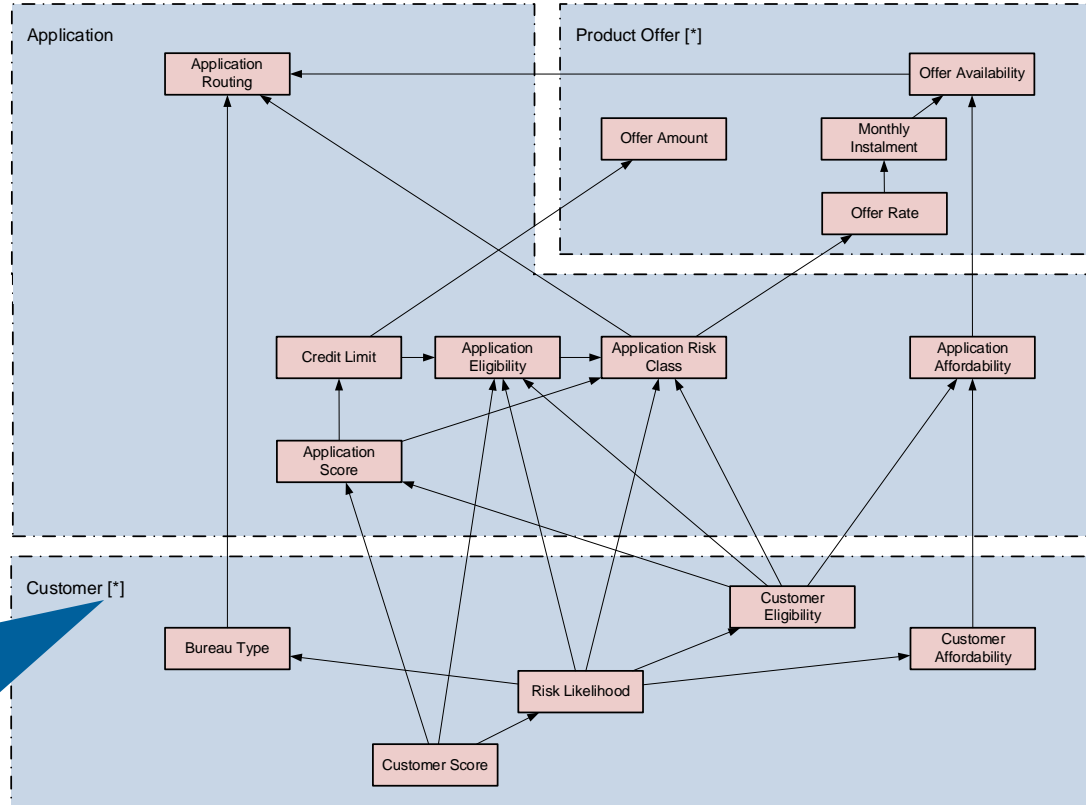 Application
Product Offer [*]
Application
Routing
Offer Availability
Offer Amount
Monthly
Instalment
Offer Rate
Credit Limit
Application
Eligibility
Application Risk
Class
Application
Affordability
Application
Score
Customer [*]
Customer
Eligibility
Bureau Type
Customer
Affordability
Risk Likelihood
Customer Score